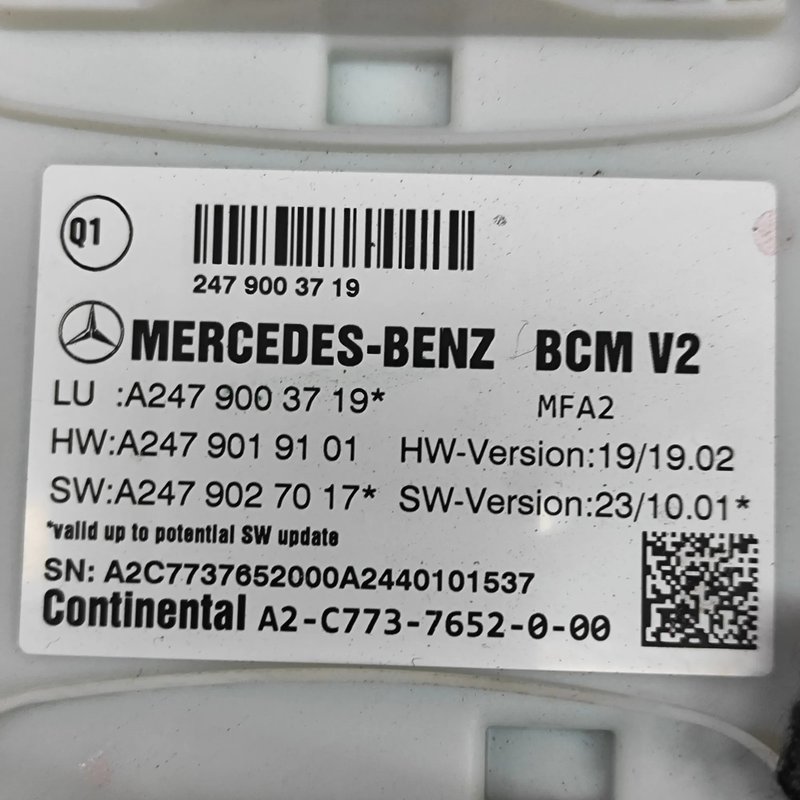 Q1
247 900 37 19
MERCEDES-BENZ BCM V2
LU :A247 900 37 19* MFA2
HW:A247 901 91 01 HW-Version:19/19.02
SW:A247 902 70 17* SW-Version:23/10.01*
*valid up to potential SW update
SN: A2C7737652000A2440101537
Continental A2-C773-7652-0-00